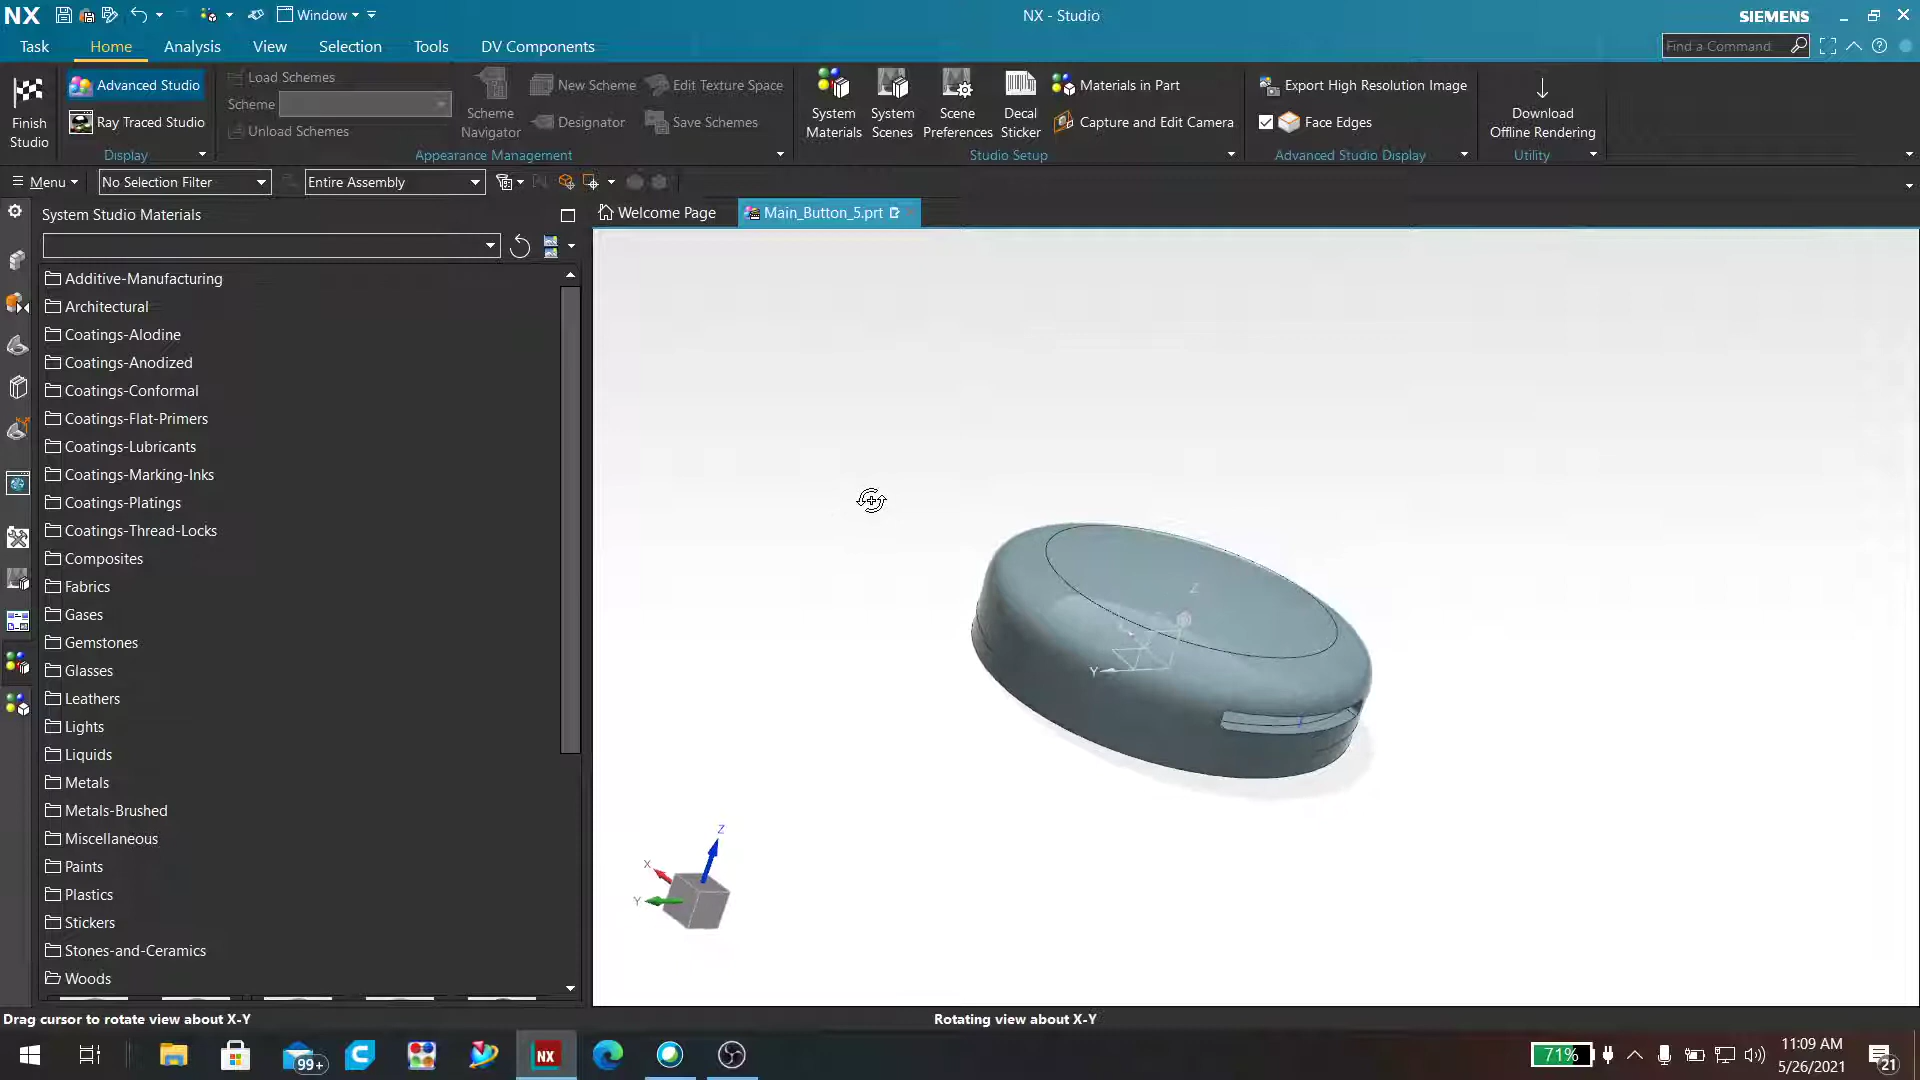 NX Window NX - Studio SIEMENS
Task Home Analysis View Selection Tools DV Components Find a Command
Finish Studio
Advanced Studio
Ray Traced Studio
Display
Load Schemes
Scheme
Unload Schemes
Scheme Navigator
New Scheme
Designator
Edit Texture Space
Save Schemes
Appearance Management
System Materials
System Scenes
Scene Preferences
Decal Sticker
Materials in Part
Capture and Edit Camera
Studio Setup
Export High Resolution Image
Face Edges
Advanced Studio Display
Download Offline Rendering
Utility
Menu No Selection Filter Entire Assembly
System Studio Materials
Welcome Page Main_Button_5.prt
Additive-Manufacturing
Architectural
Coatings-Alodine
Coatings-Anodized
Coatings-Conformal
Coatings-Flat-Primers
Coatings-Lubricants
Coatings-Marking-Inks
Coatings-Platings
Coatings-Thread-Locks
Composites
Fabrics
Gases
Gemstones
Glasses
Leathers
Lights
Liquids
Metals
Metals-Brushed
Miscellaneous
Paints
Plastics
Stickers
Stones-and-Ceramics
Woods
Z
Y
Z
X
Y
Drag cursor to rotate view about X-Y Rotating view about X-Y
99+
NX
71%
11:09 AM
5/26/2021
21